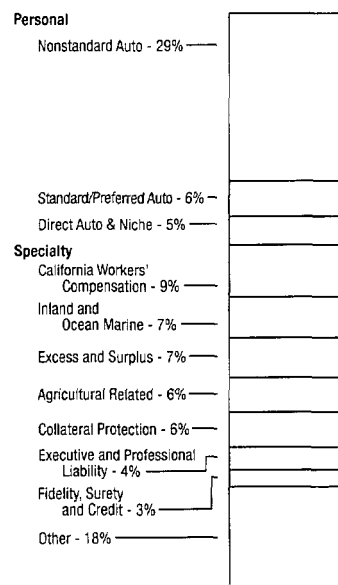 Personal
Nonstandard Auto - 29%
Standard/Preferred Auto - 6%
Direct Auto & Niche - 5%
Specialty
California Workers'
Compensation - 9%
Inland and
Ocean Marine - 7%
Excess and Surplus - 7%
Agricultural Related - 6%
Collateral Protection - 6%
Executive and Professional
Liability - 4%
Fidelity, Surety
and Credit - 3%
Other - 18%